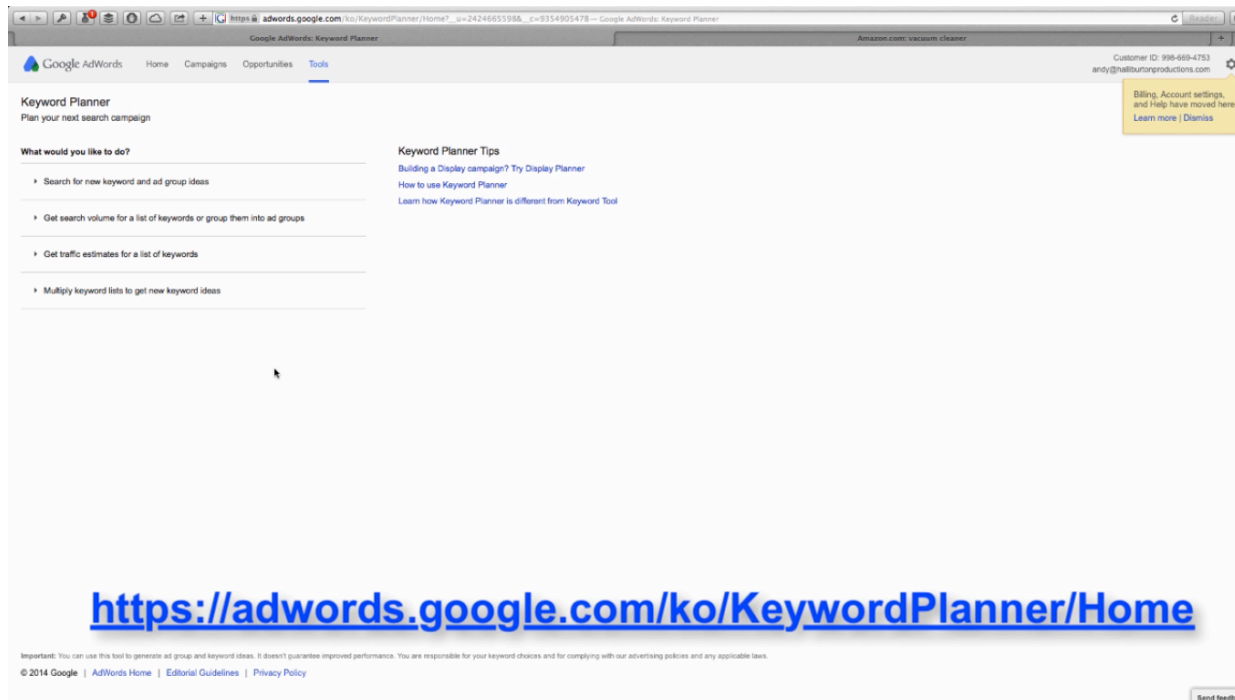 https adwords.google.com/ko/KeywordPlanner/Home?__u=2424665598&__c=9354905478 — Google AdWords: Keyword Planner
Reader
Google AdWords: Keyword Planner
Amazon.com: vacuum cleaner
Google AdWords Home Campaigns Opportunities Tools
Customer ID: 998-669-4753
andy@halliburtonproductions.com
Billing, Account settings,
and Help have moved here
Learn more | Dismiss
Keyword Planner
Plan your next search campaign
What would you like to do?
Search for new keyword and ad group ideas
Get search volume for a list of keywords or group them into ad groups
Get traffic estimates for a list of keywords
Multiply keyword lists to get new keyword ideas
Keyword Planner Tips
Building a Display campaign? Try Display Planner
How to use Keyword Planner
Learn how Keyword Planner is different from Keyword Tool
https://adwords.google.com/ko/KeywordPlanner/Home
Important: You can use this tool to generate ad group and keyword ideas. It doesn't guarantee improved performance. You are responsible for your keyword choices and for complying with our advertising policies and any applicable laws.
© 2014 Google | AdWords Home | Editorial Guidelines | Privacy Policy
Send feedb